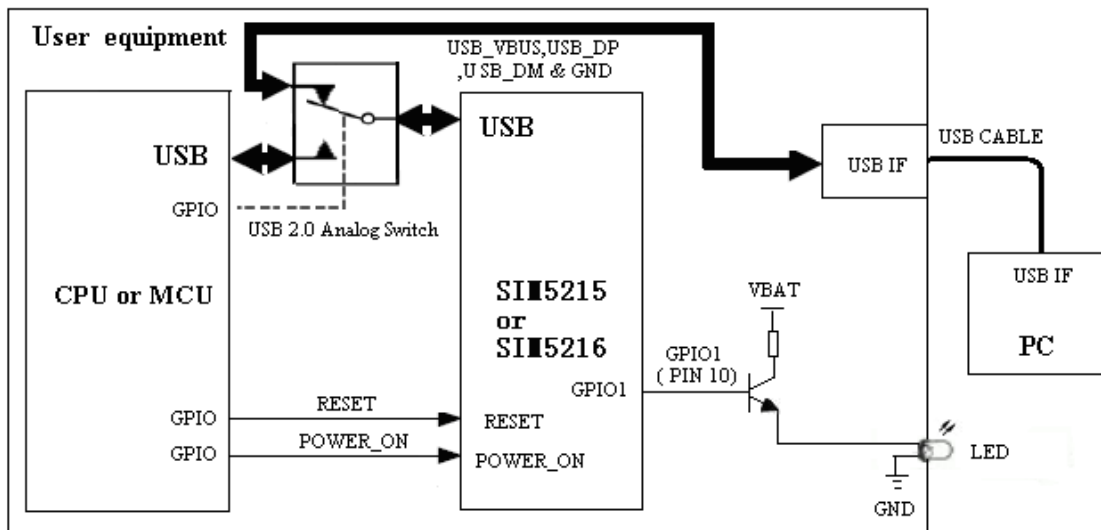 User equipment
USB_VBUS,USB_DP
,USB_DM & GND
USB
USB
GPIO
USB 2.0 Analog Switch
USB IF
USB CABLE
USB IF
PC
CPU or MCU
SIM5215
or
SIM5216
VBAT
GPIO1
( PIN 10)
GPIO1
GPIO
RESET
RESET
GPIO
POWER_ON
POWER_ON
LED
GND